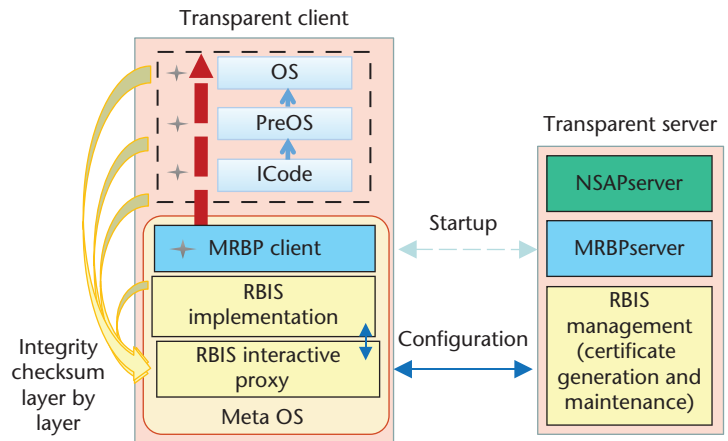 Transparent client
OS
PreOS
ICode
MRBP client
RBIS
implementation
RBIS interactive
proxy
Meta OS
Integrity
checksum
layer by
layer
Startup
Configuration
Transparent server
NSAPserver
MRBPserver
RBIS
management
(certificate
generation and
maintenance)